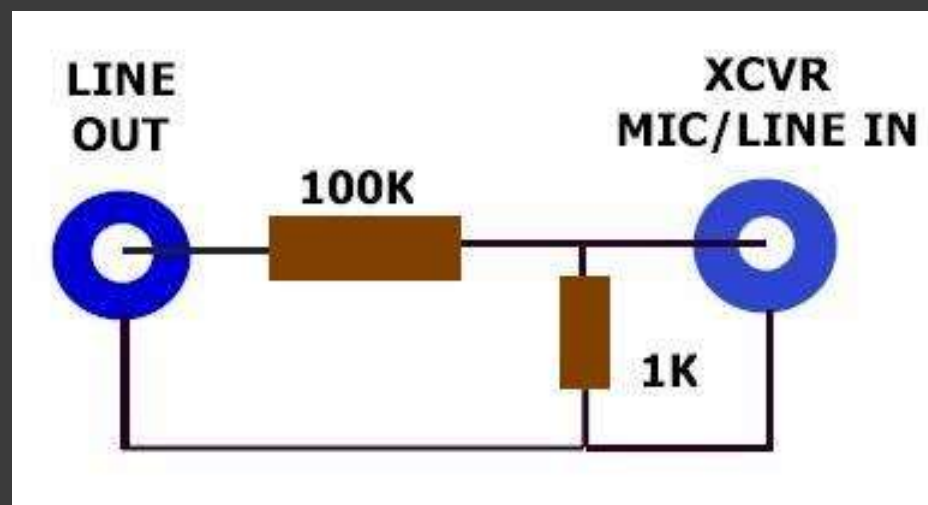 LINE
OUT
XCVR
MIC/LINE IN
100K
1K